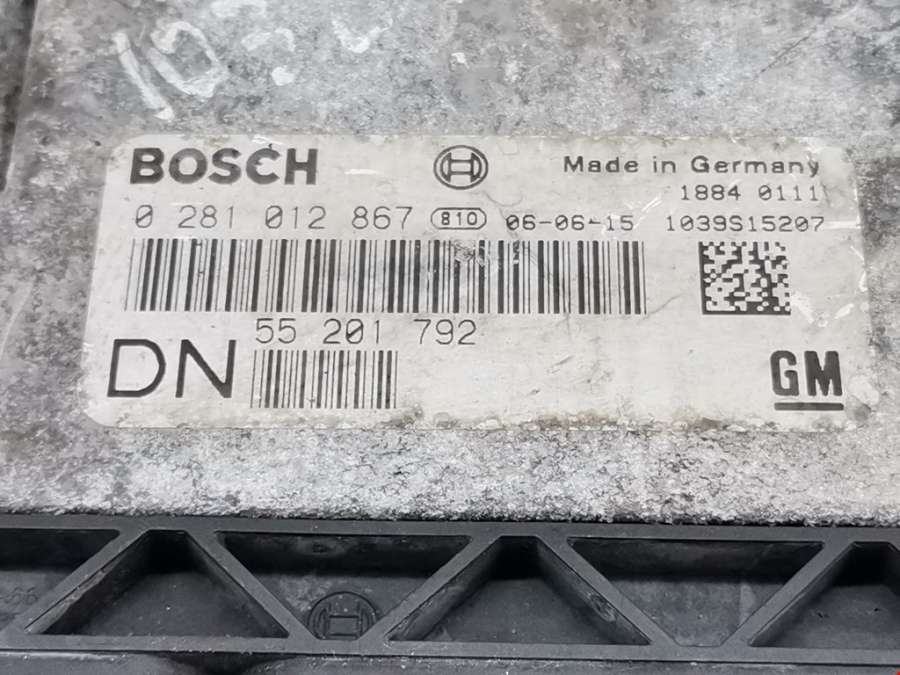 BOSCH
Made in Germany
1884 0111
0 281 012 867 810 06-06-15 1039S15207
55 201 792
DN
GM